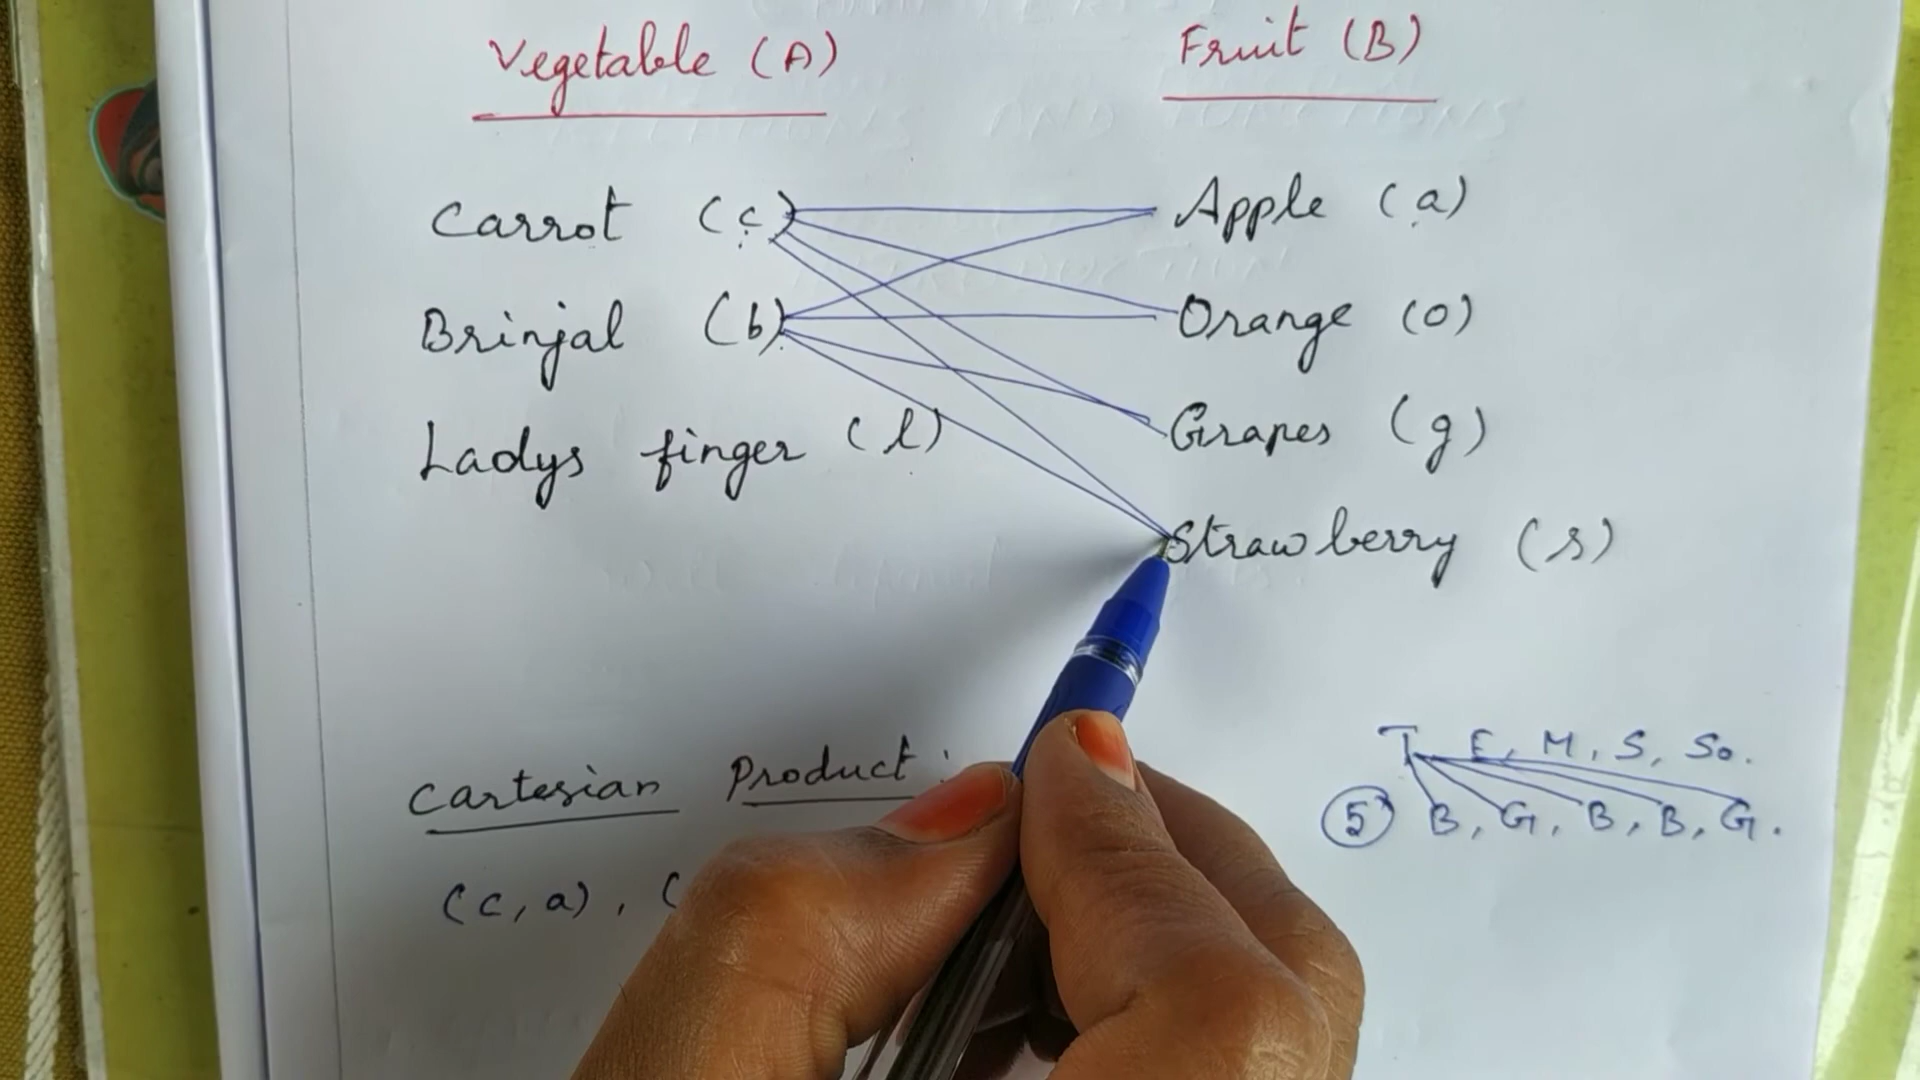 Vegetable (A) Fruit (B)
Carrot (c) Apple (a)
Brinjal (b) Orange (o)
Ladys finger (l) Grapes (g)
Strawberry (s)
Cartesian Product :
(c, a), (
T, E, M, S, So.
5 B, G, B, B, G.